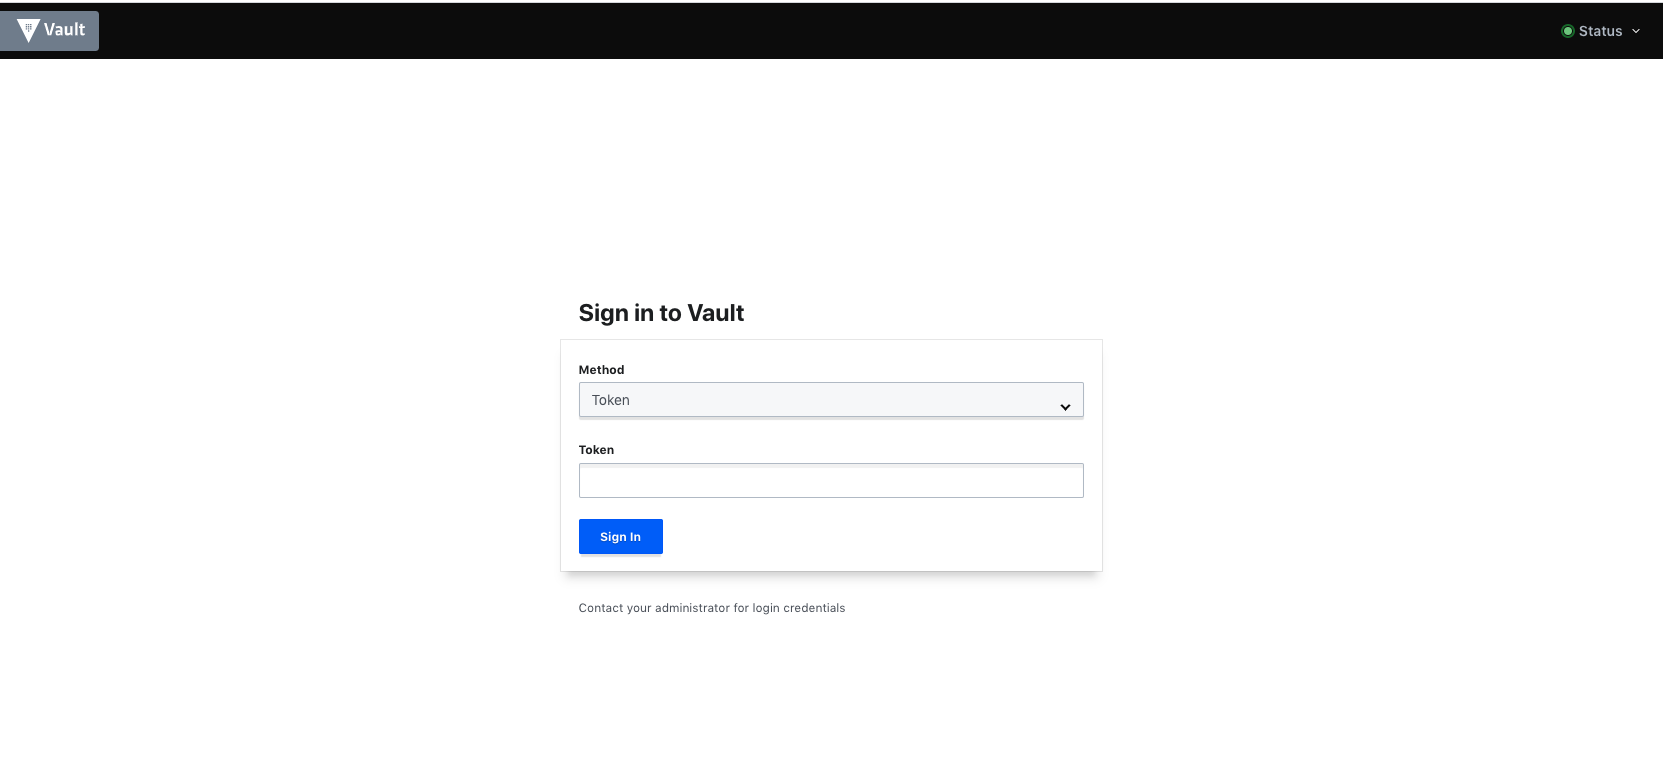 Vault
Status
Sign in to Vault
Method
Token
Token
Sign In
Contact your administrator for login credentials